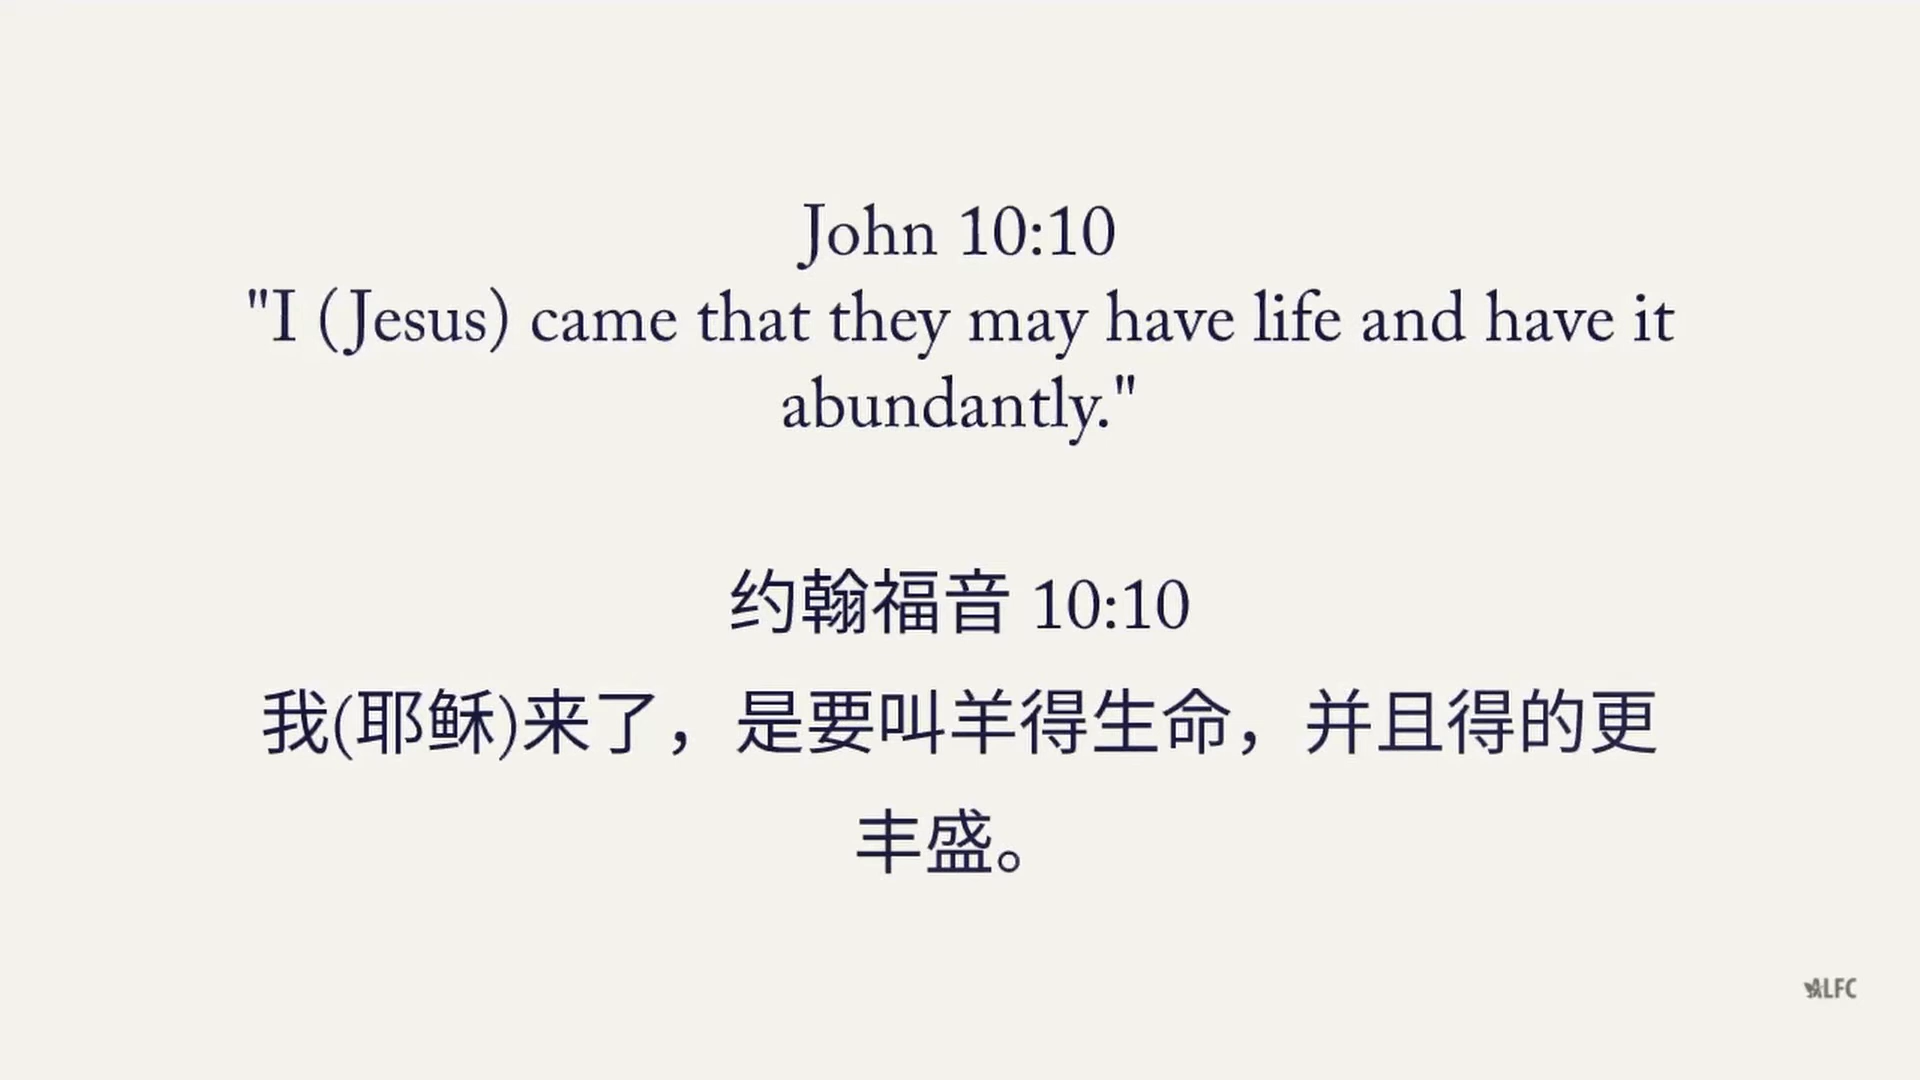 John 10:10
"I (Jesus) came that they may have life and have it
abundantly."
约翰福音 10:10
我(耶稣)来了，是要叫羊得生命，并且得的更
丰盛。
ALFC